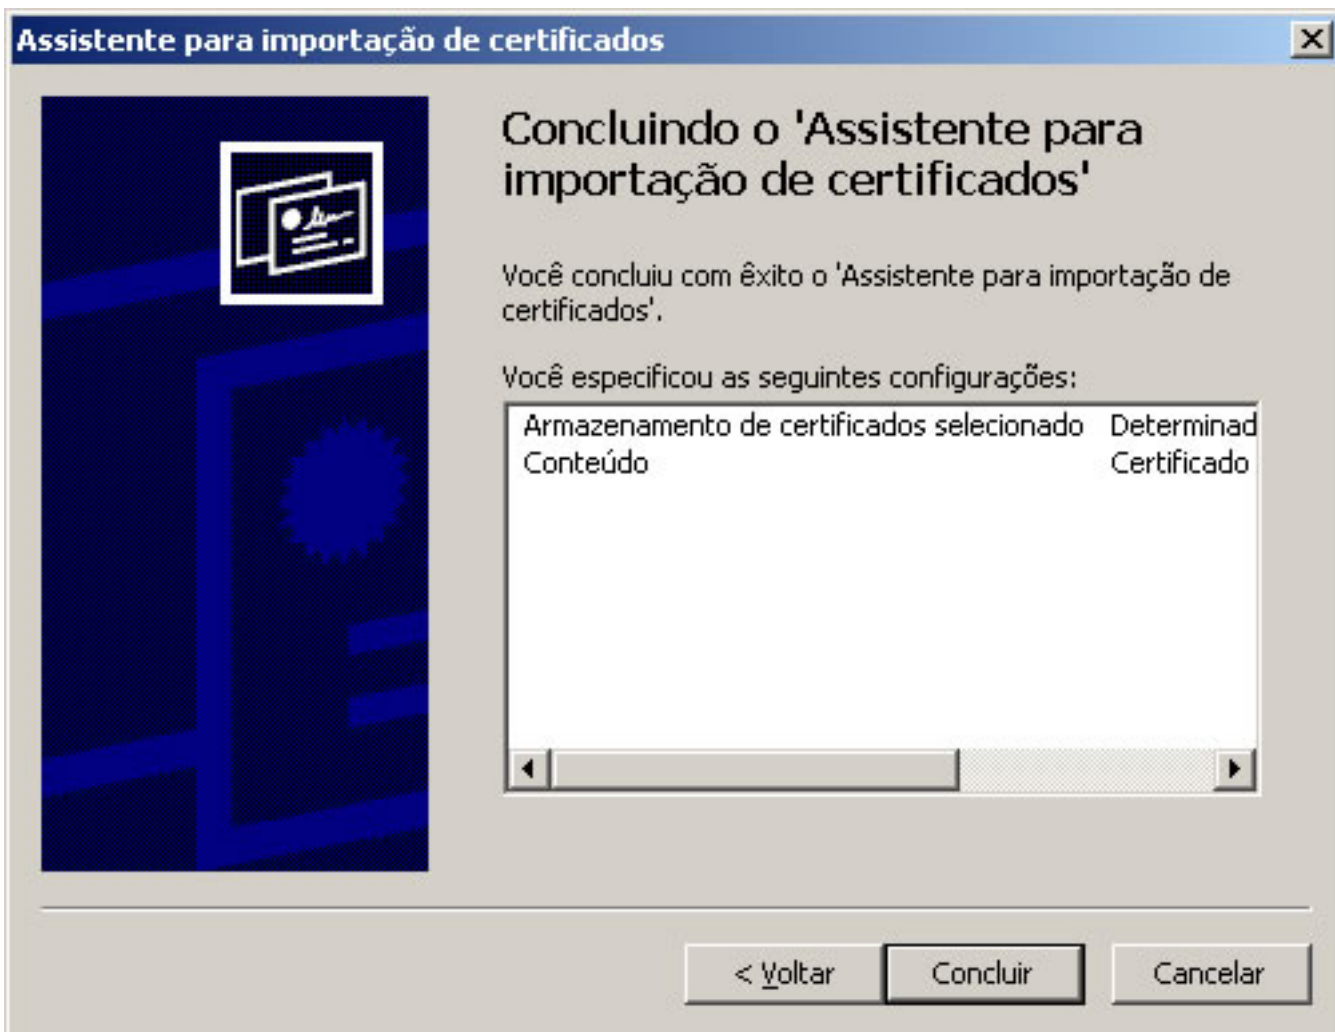 Assistente para importação de certificados
Concluindo o 'Assistente para
importação de certificados'
Você concluiu com êxito o 'Assistente para importação de
certificados'.
Você especificou as seguintes configurações:
Armazenamento de certificados selecionado Determinad
Conteúdo Certificado
< Voltar Concluir Cancelar